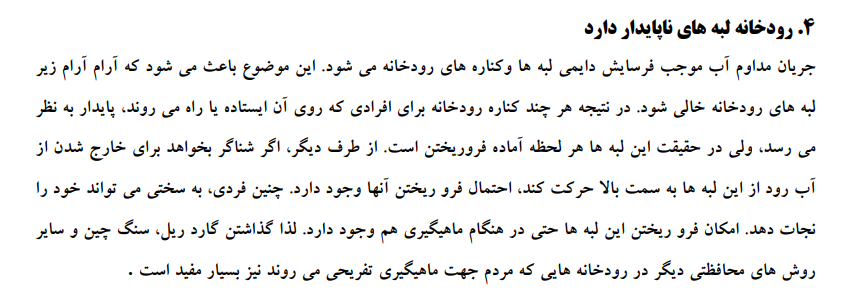 ۴. رودخانه لبه های ناپایدار دارد
جریان مداوم آب موجب فرسایش دایمی لبه ها وکناره های رودخانه می شود. این موضوع باعث می شود که آرام آرام زیر
لبه های رودخانه خالی شود. در نتیجه هر چند کناره رودخانه برای افرادی که روی آن ایستاده یا راه می روند، پایدار به نظر
می رسد، ولی در حقیقت این لبه ها هر لحظه آماده فروریختن است. از طرف دیگر، اگر شناگر بخواهد برای خارج شدن از
آب رود از این لبه ها به سمت بالا حرکت کند، احتمال فرو ریختن آنها وجود دارد. چنین فردی، به سختی می تواند خود را
نجات دهد. امکان فرو ریختن این لبه ها حتی در هنگام ماهیگیری هم وجود دارد. لذا گذاشتن گارد ریل، سنگ چین و سایر
روش های محافظتی دیگر در رودخانه هایی که مردم جهت ماهیگیری تفریحی می روند نیز بسیار مفید است .